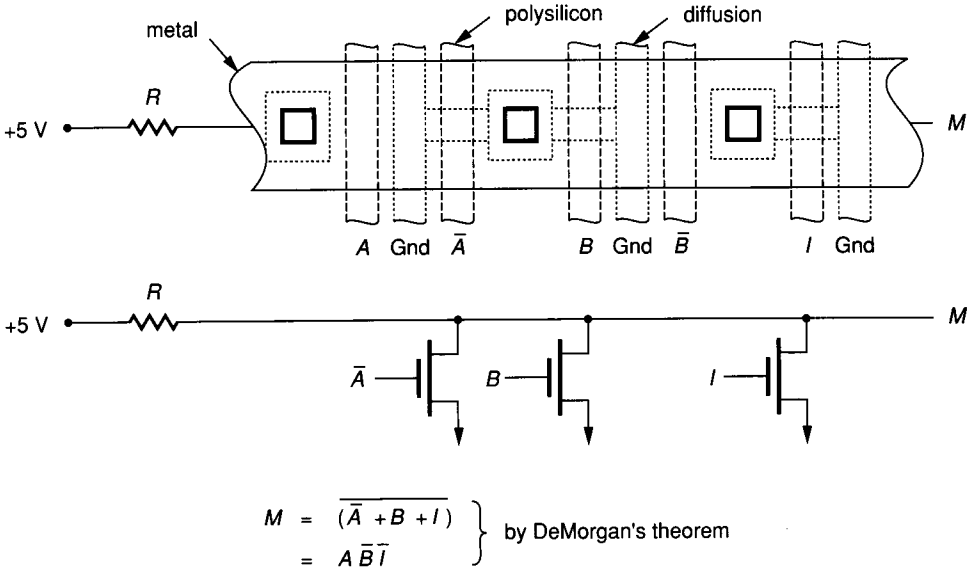 polysilicon
diffusion
metal
R
+5 V
M
A Gnd A̅ B Gnd B̅ I Gnd
R
+5 V
M
A̅
B
I
M = (A̅ + B + I)̅
= A B̅ I̅
by DeMorgan's theorem